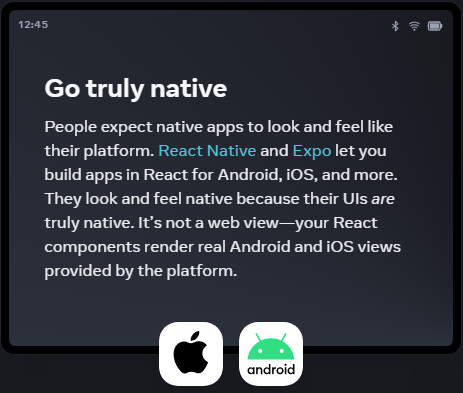 12:45
Go truly native
People expect native apps to look and feel like
their platform. React Native and Expo let you
build apps in React for Android, iOS, and more.
They look and feel native because their UIs are
truly native. It’s not a web view—your React
components render real Android and iOS views
provided by the platform.
android